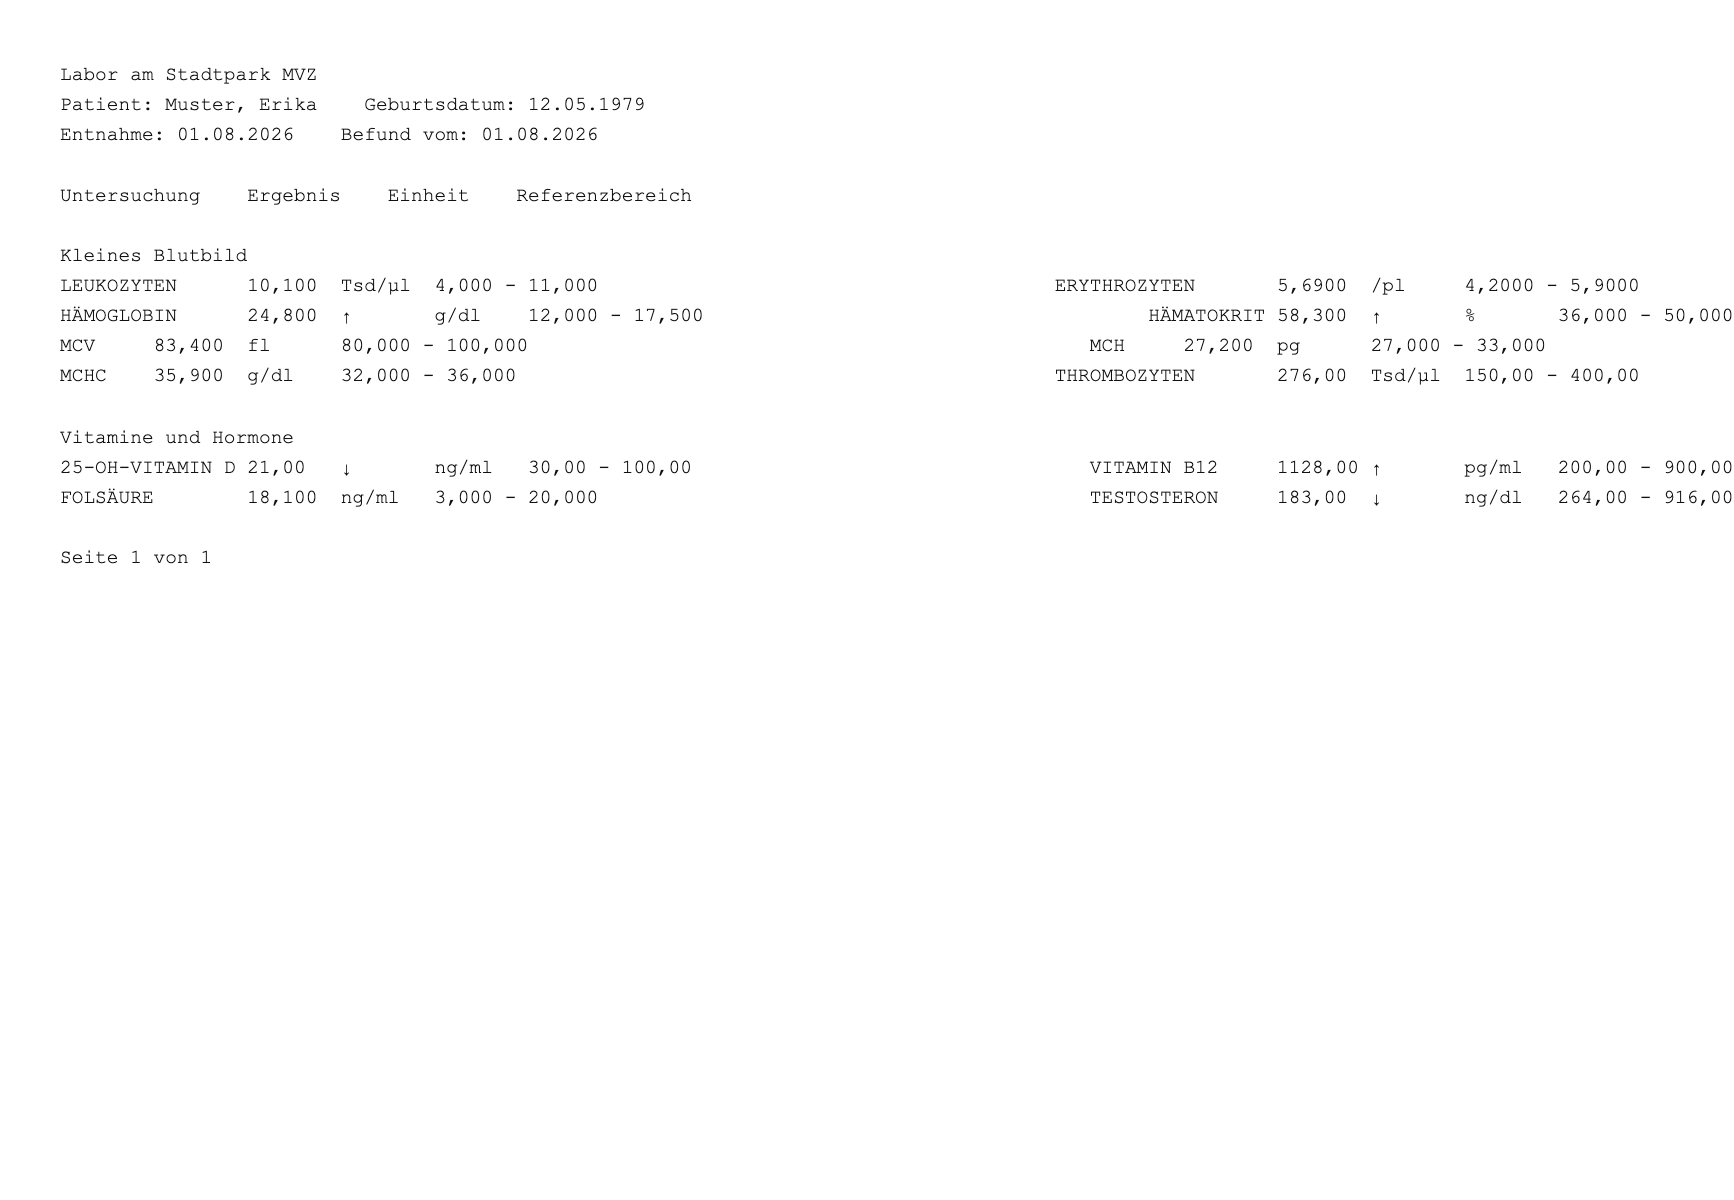 Labor am Stadtpark MVZ
Patient: Muster, Erika    Geburtsdatum: 12.05.1979
Entnahme: 01.08.2026    Befund vom: 01.08.2026
Untersuchung    Ergebnis    Einheit    Referenzbereich
Kleines Blutbild
LEUKOZYTEN    10,100    Tsd/µl    4,000 - 11,000    ERYTHROZYTEN    5,6900    /pl    4,2000 - 5,9000
HÄMOGLOBIN    24,800    ↑    g/dl    12,000 - 17,500    HÄMATOKRIT    58,300    ↑    %    36,000 - 50,000
MCV    83,400    fl    80,000 - 100,000    MCH    27,200    pg    27,000 - 33,000
MCHC    35,900    g/dl    32,000 - 36,000    THROMBOZYTEN    276,00    Tsd/µl    150,00 - 400,00
Vitamine und Hormone
25-OH-VITAMIN D    21,00    ↓    ng/ml    30,00 - 100,00    VITAMIN B12    1128,00    ↑    pg/ml    200,00 - 900,00
FOLSÄURE    18,100    ng/ml    3,000 - 20,000    TESTOSTERON    183,00    ↓    ng/dl    264,00 - 916,00
Seite 1 von 1